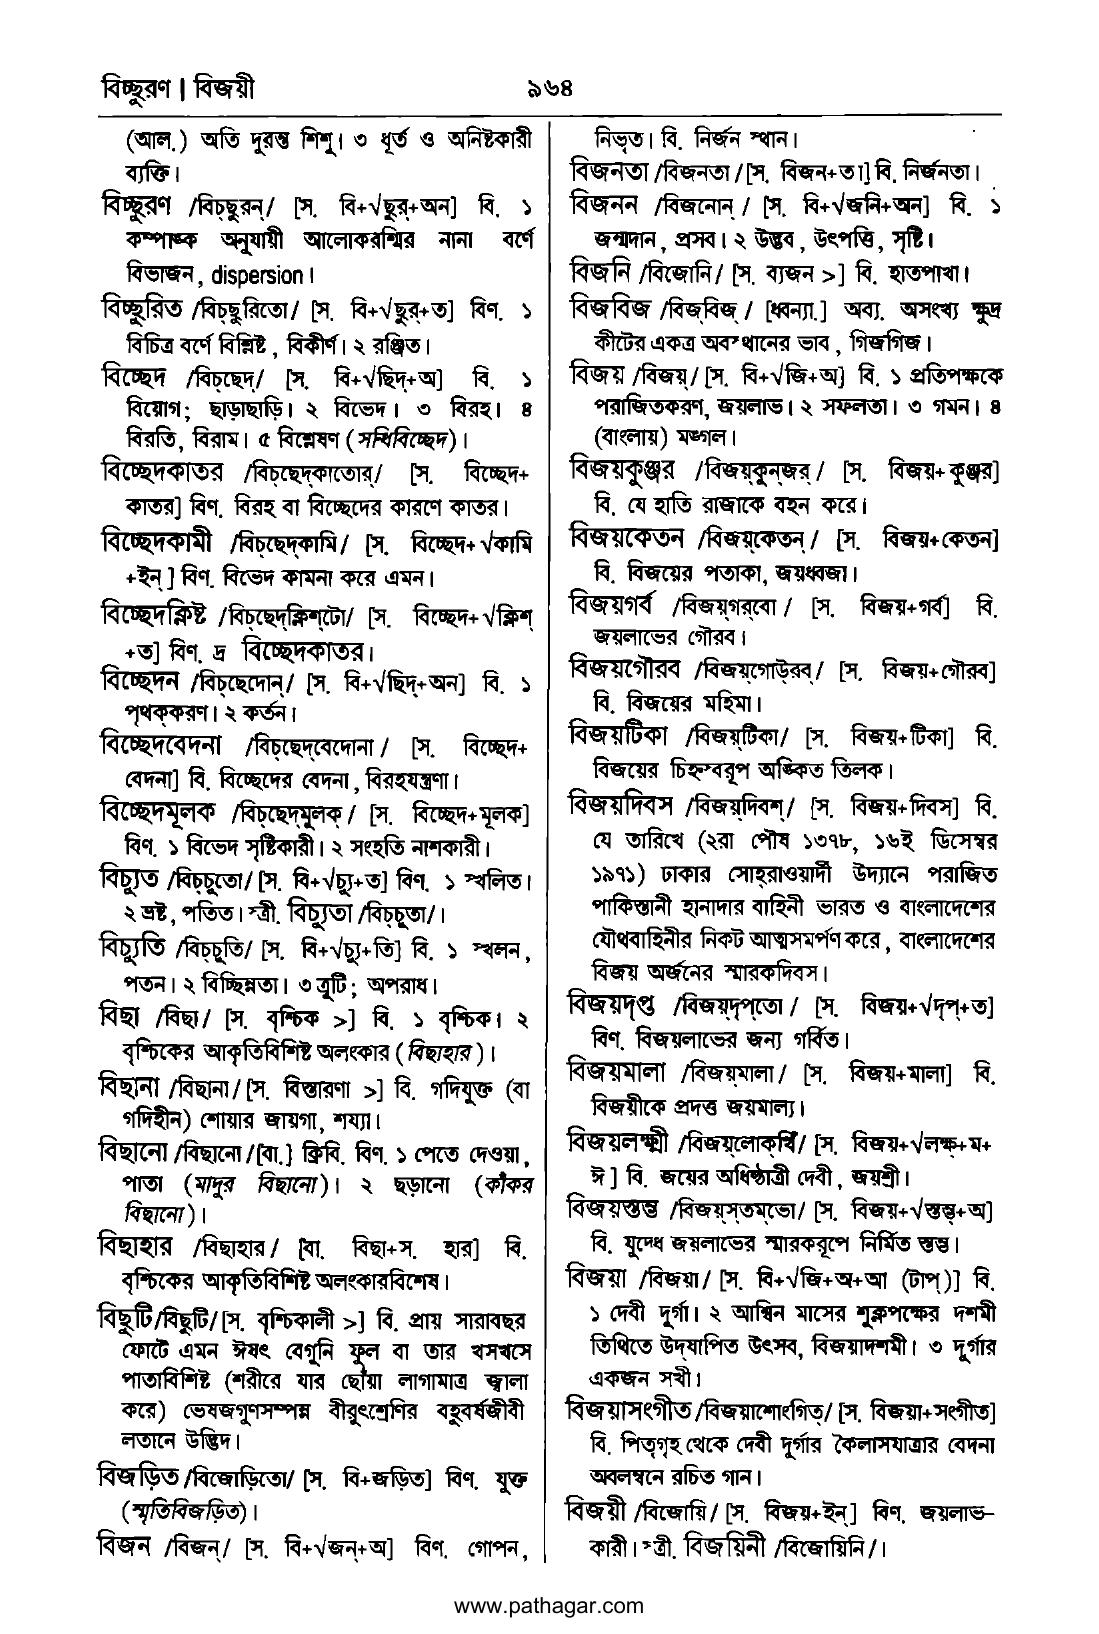 বিচ্ছুরণ | বিজয়ী
৯৬৪
(আল.) অতি দুরন্ত শিশু। ৩ ধূর্ত ও অনিষ্টকারী
ব্যক্তি।
বিচ্ছুরণ /বিচ্‌ছুরন্/ [স. বি+√ছুর্+অন] বি. ১
কম্পাঙ্ক অনুযায়ী আলোকরশ্মির নানা বর্ণে
বিভাজন, dispersion।
বিচ্ছুরিত /বিচ্‌ছুরিতো/ [স. বি+√ছুর্+ত] বিণ. ১
বিচিত্র বর্ণে বিশ্লিষ্ট, বিকীর্ণ। ২ রঞ্জিত।
বিচ্ছেদ /বিচ্‌ছেদ্/ [স. বি+√ছিদ্+অ] বি. ১
বিয়োগ; ছাড়াছাড়ি। ২ বিভেদ। ৩ বিরহ। ৪
বিরতি, বিরাম। ৫ বিশ্লেষণ (সন্ধিবিচ্ছেদ)।
বিচ্ছেদকাতর /বিচ্‌ছেদ্‌কাতোর্/ [স. বিচ্ছেদ+
কাতর] বিণ. বিরহ বা বিচ্ছেদের কারণে কাতর।
বিচ্ছেদকামী /বিচ্‌ছেদ্‌কামি/ [স. বিচ্ছেদ+√কামি
+ইন্] বিণ. বিভেদ কামনা করে এমন।
বিচ্ছেদক্লিষ্ট /বিচ্‌ছেদ্‌ক্লিশ্‌টো/ [স. বিচ্ছেদ+√ক্লিশ্
+ত] বিণ. দ্র বিচ্ছেদকাতর।
বিচ্ছেদন /বিচ্‌ছেদোন্/ [স. বি+√ছিদ্+অন] বি. ১
পৃথক্‌করণ। ২ কর্তন।
বিচ্ছেদবেদনা /বিচ্‌ছেদ্‌বেদোনা/ [স. বিচ্ছেদ+
বেদনা] বি. বিচ্ছেদের বেদনা, বিরহযন্ত্রণা।
বিচ্ছেদমূলক /বিচ্‌ছেদ্‌মুলক্/ [স. বিচ্ছেদ+মূলক]
বিণ. ১ বিভেদ সৃষ্টিকারী। ২ সংহতি নাশকারী।
বিচ্যুত /বিচ্‌চুতো/ [স. বি+√চ্যু+ত] বিণ. ১ স্খলিত।
২ ভ্রষ্ট, পতিত। স্ত্রী. বিচ্যুতা /বিচ্‌চুতা/।
বিচ্যুতি /বিচ্‌চুতি/ [স. বি+√চ্যু+তি] বি. ১ স্খলন,
পতন। ২ বিচ্ছিন্নতা। ৩ ত্রুটি; অপরাধ।
বিছা /বিছা/ [স. বৃশ্চিক >] বি. ১ বৃশ্চিক। ২
বৃশ্চিকের আকৃতিবিশিষ্ট অলংকার (বিছাহার)।
বিছানা /বিছানা/ [স. বিস্তারণা >] বি. গদিযুক্ত (বা
গদিহীন) শোয়ার জায়গা, শয্যা।
বিছানো /বিছানো/ [বা.] ক্রিবি. বিণ. ১ পেতে দেওয়া,
পাতা (মাদুর বিছানো)। ২ ছড়ানো (কাঁকর
বিছানো)।
বিছাহার /বিছাহার/ [বা. বিছা+স. হার] বি.
বৃশ্চিকের আকৃতিবিশিষ্ট অলংকারবিশেষ।
বিছুটি/বিছুটি/ [স. বৃশ্চিকালী >] বি. প্রায় সারাবছর
ফোটে এমন ঈষৎ বেগুনি ফুল বা তার খসখসে
পাতাবিশিষ্ট (শরীরে যার ছোঁয়া লাগামাত্র জ্বালা
করে) ভেষজগুণসম্পন্ন বীরুৎশ্রেণির বহুবর্ষজীবী
লতানে উদ্ভিদ।
বিজড়িত /বিজোড়িতো/ [স. বি+জড়িত] বিণ. যুক্ত
(স্মৃতিবিজড়িত)।
বিজন /বিজন্/ [স. বি+√জন্+অ] বিণ. গোপন,
নিভৃত। বি. নির্জন স্থান।
বিজনতা /বিজনতা/ [স. বিজন+তা] বি. নির্জনতা।
বিজনন /বিজনোন্/ [স. বি+√জনি+অন] বি. ১
জন্মদান, প্রসব। ২ উদ্ভব, উৎপত্তি, সৃষ্টি।
বিজনি /বিজোনি/ [স. ব্যজন >] বি. হাতপাখা।
বিজবিজ /বিজ্‌বিজ্/ [ধ্বন্যা.] অব্য. অসংখ্য ক্ষুদ্র
কীটের একত্র অবস্থানের ভাব, গিজগিজ।
বিজয় /বিজয়্/ [স. বি+√জি+অ] বি. ১ প্রতিপক্ষকে
পরাজিতকরণ, জয়লাভ। ২ সফলতা। ৩ গমন। ৪
(বাংলায়) মঙ্গল।
বিজয়কুঞ্জর /বিজয়্‌কুন্‌জর্/ [স. বিজয়+কুঞ্জর]
বি. যে হাতি রাজাকে বহন করে।
বিজয়কেতন /বিজয়্‌কেতন্/ [স. বিজয়+কেতন]
বি. বিজয়ের পতাকা, জয়ধ্বজা।
বিজয়গর্ব /বিজয়্‌গর্‌বো/ [স. বিজয়+গর্ব] বি.
জয়লাভের গৌরব।
বিজয়গৌরব /বিজয়্‌গোউ্‌রব্/ [স. বিজয়+গৌরব]
বি. বিজয়ের মহিমা।
বিজয়টিকা /বিজয়্‌টিকা/ [স. বিজয়+টিকা] বি.
বিজয়ের চিহ্নস্বরূপ অঙ্কিত তিলক।
বিজয়দিবস /বিজয়্‌দিবশ্/ [স. বিজয়+দিবস] বি.
যে তারিখে (২রা পৌষ ১৩৭৮, ১৬ই ডিসেম্বর
১৯৭১) ঢাকার সোহরাওয়ার্দী উদ্যানে পরাজিত
পাকিস্তানী হানাদার বাহিনী ভারত ও বাংলাদেশের
যৌথবাহিনীর নিকট আত্মসমর্পণ করে, বাংলাদেশের
বিজয় অর্জনের স্মারকদিবস।
বিজয়দৃপ্ত /বিজয়্‌দৃপ্‌তো/ [স. বিজয়+√দৃপ্+ত]
বিণ. বিজয়লাভের জন্য গর্বিত।
বিজয়মালা /বিজয়্‌মালা/ [স. বিজয়+মালা] বি.
বিজয়ীকে প্রদত্ত জয়মাল্য।
বিজয়লক্ষ্মী /বিজয়্‌লোক্‌খিঁ/ [স. বিজয়+√লক্ষ্+ম+
ঈ] বি. জয়ের অধিষ্ঠাত্রী দেবী, জয়শ্রী।
বিজয়স্তম্ভ /বিজয়্‌স্‌তম্‌ভো/ [স. বিজয়+√স্তম্ভ্+অ]
বি. যুদ্ধে জয়লাভের স্মারকরূপে নির্মিত স্তম্ভ।
বিজয়া /বিজয়া/ [স. বি+√জি+অ+আ (টাপ্)] বি.
১ দেবী দুর্গা। ২ আশ্বিন মাসের শুক্লপক্ষের দশমী
তিথিতে উদ্‌যাপিত উৎসব, বিজয়াদশমী। ৩ দুর্গার
একজন সখী।
বিজয়াসংগীত /বিজয়াশোংগিত্/ [স. বিজয়া+সংগীত]
বি. পিতৃগৃহ থেকে দেবী দুর্গার কৈলাসযাত্রার বেদনা
অবলম্বনে রচিত গান।
বিজয়ী /বিজোয়ি/ [স. বিজয়+ইন্] বিণ. জয়লাভ-
কারী। স্ত্রী. বিজয়িনী /বিজোয়িনি/।
www.pathagar.com